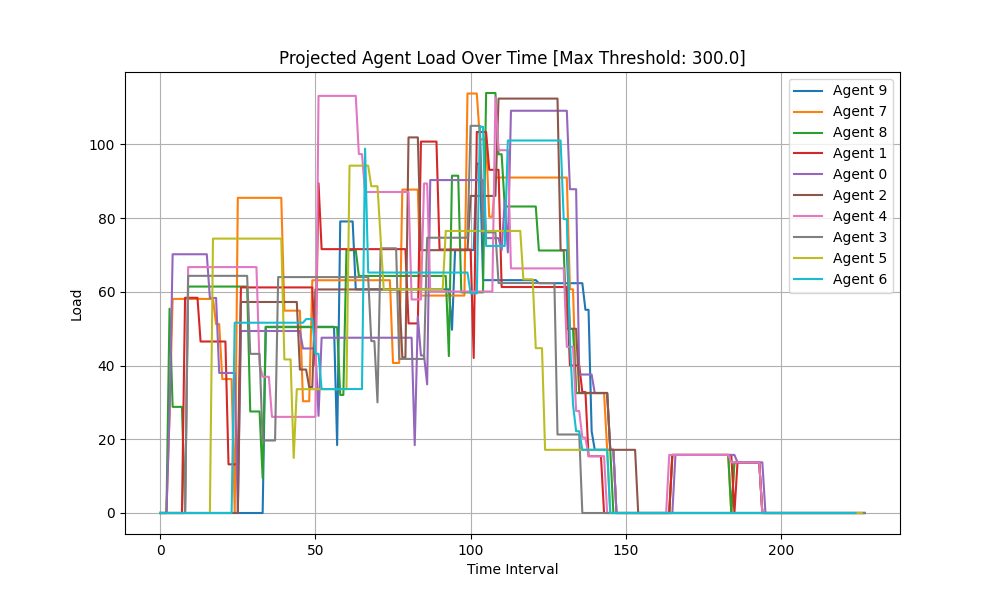 Projected Agent Load Over Time [Max Threshold: 300.0]
Agent 9
Agent 7
Agent 8
Agent 1
Agent 0
Agent 2
Agent 4
Agent 3
Agent 5
Agent 6
Load
100
80
60
40
20
0
0 50 100 150 200
Time Interval